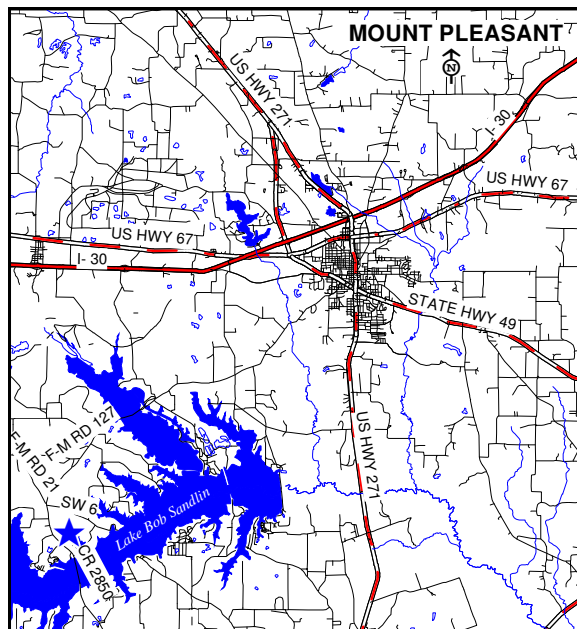 MOUNT PLEASANT
N
US HWY 271
I- 30
US HWY 67
US HWY 67
I- 30
STATE HWY 49
F-M RD 127
F-M RD 21
US HWY 271
SW 6
Lake Bob Sandlin
CR 2850